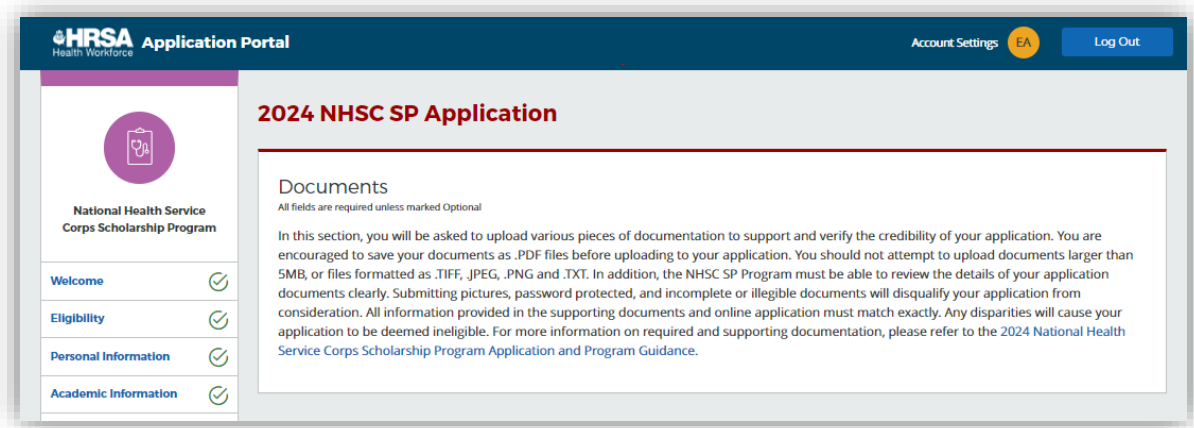 HRSA
Health Workforce
Application Portal
Account Settings
EA
Log Out
National Health Service
Corps Scholarship Program
Welcome
Eligibility
Personal Information
Academic Information
2024 NHSC SP Application
Documents
All fields are required unless marked Optional
In this section, you will be asked to upload various pieces of documentation to support and verify the credibility of your application. You are
encouraged to save your documents as .PDF files before uploading to your application. You should not attempt to upload documents larger than
5MB, or files formatted as .TIFF, .JPEG, .PNG and .TXT. In addition, the NHSC SP Program must be able to review the details of your application
documents clearly. Submitting pictures, password protected, and incomplete or illegible documents will disqualify your application from
consideration. All information provided in the supporting documents and online application must match exactly. Any disparities will cause your
application to be deemed ineligible. For more information on required and supporting documentation, please refer to the 2024 National Health
Service Corps Scholarship Program Application and Program Guidance.